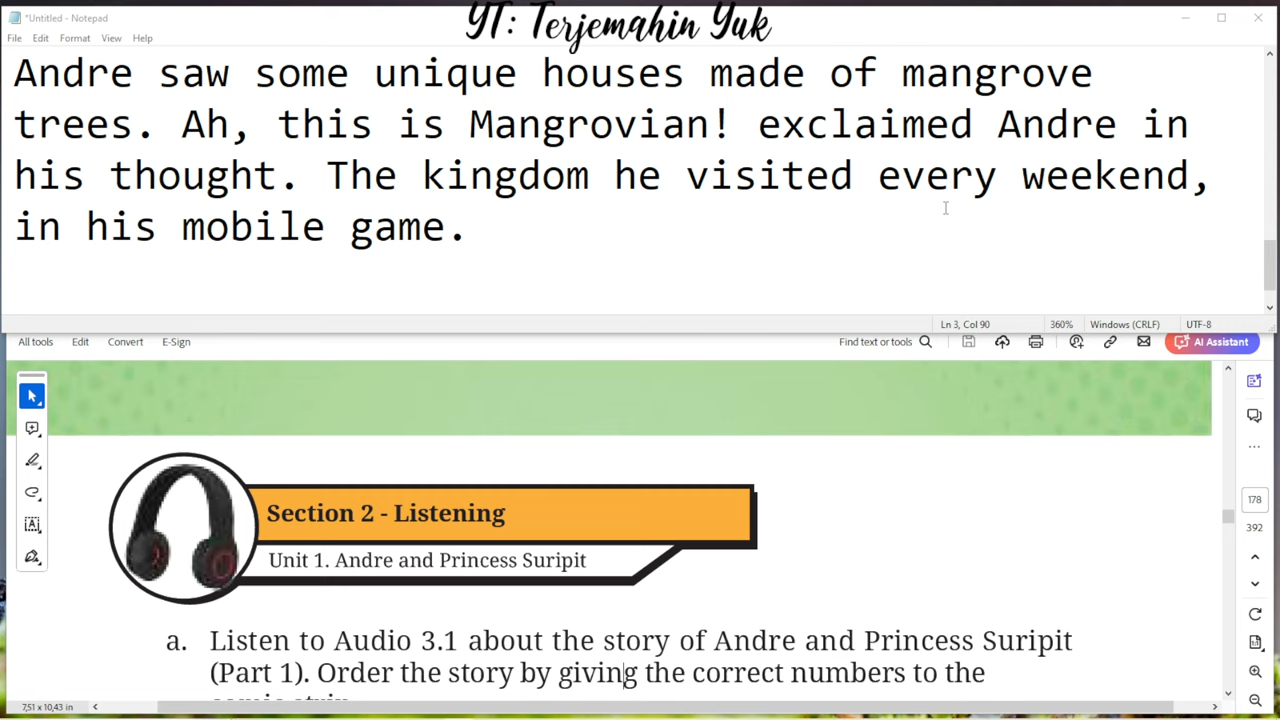 YT: Terjemahin Yuk
*Untitled - Notepad
File Edit Format View Help
Andre saw some unique houses made of mangrove
trees. Ah, this is Mangrovian! exclaimed Andre in
his thought. The kingdom he visited every weekend,
in his mobile game.
Ln 3, Col 90 360% Windows (CRLF) UTF-8
All tools Edit Convert E-Sign Find text or tools AI Assistant
178
392
Section 2 - Listening
Unit 1. Andre and Princess Suripit
a. Listen to Audio 3.1 about the story of Andre and Princess Suripit
(Part 1). Order the story by giving the correct numbers to the
comic strip
7,51 x 10,43 in